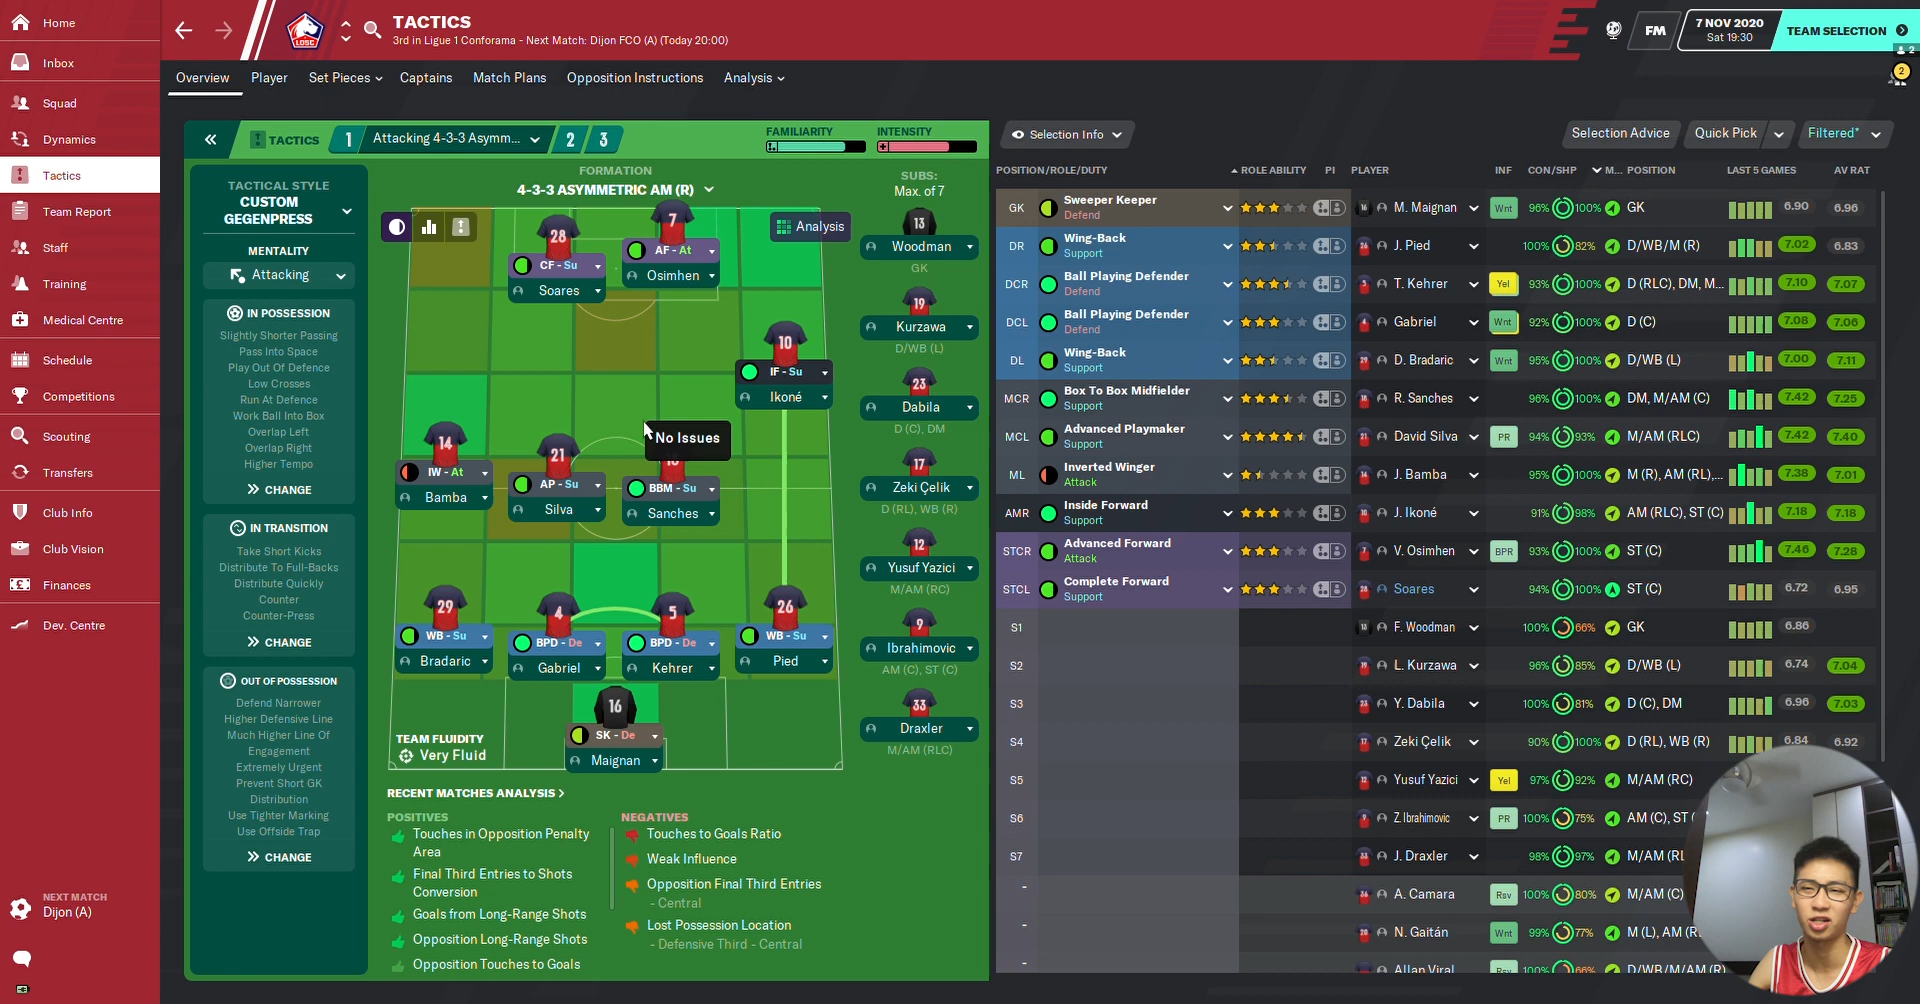 Home
Inbox
Squad
Dynamics
Tactics
Team Report
Staff
Training
Medical Centre
Schedule
Competitions
Scouting
Transfers
Club Info
Club Vision
Finances
Dev. Centre
NEXT MATCH
Dijon (A)
LOSC
TACTICS
3rd in Ligue 1 Conforama - Next Match: Dijon FCO (A) (Today 20:00)
FM
7 NOV 2020
Sat 19:30
TEAM SELECTION
2
2
Overview
Player
Set Pieces
Captains
Match Plans
Opposition Instructions
Analysis
TACTICS
1
Attacking 4-3-3 Asymm...
2
3
FAMILIARITY
INTENSITY
TACTICAL STYLE
CUSTOM
GEGENPRESS
MENTALITY
Attacking
IN POSSESSION
Slightly Shorter Passing
Pass Into Space
Play Out Of Defence
Low Crosses
Run At Defence
Work Ball Into Box
Overlap Left
Overlap Right
Higher Tempo
CHANGE
IN TRANSITION
Take Short Kicks
Distribute To Full-Backs
Distribute Quickly
Counter
Counter-Press
CHANGE
OUT OF POSSESSION
Defend Narrower
Higher Defensive Line
Much Higher Line Of
Engagement
Extremely Urgent
Prevent Short GK
Distribution
Use Tighter Marking
Use Offside Trap
CHANGE
FORMATION
4-3-3 ASYMMETRIC AM (R)
Analysis
28
CF - Su
Soares
7
AF - At
Osimhen
10
IF - Su
Ikoné
14
IW - At
Bamba
21
AP - Su
Silva
No Issues
BBM - Su
Sanches
29
WB - Su
Bradaric
4
BPD - De
Gabriel
5
BPD - De
Kehrer
26
WB - Su
Pied
16
SK - De
Maignan
TEAM FLUIDITY
Very Fluid
SUBS:
Max. of 7
13
Woodman
GK
19
Kurzawa
D/WB (L)
23
Dabila
D (C), DM
17
Zeki Çelik
D (RL), WB (R)
12
Yusuf Yazici
M/AM (RC)
9
Ibrahimovic
AM (C), ST (C)
33
Draxler
M/AM (RLC)
RECENT MATCHES ANALYSIS >
POSITIVES
Touches in Opposition Penalty
Area
Final Third Entries to Shots
Conversion
Goals from Long-Range Shots
Opposition Long-Range Shots
Opposition Touches to Goals
NEGATIVES
Touches to Goals Ratio
Weak Influence
Opposition Final Third Entries
- Central
Lost Possession Location
- Defensive Third - Central
Selection Info
Selection Advice
Quick Pick
Filtered*
POSITION/ROLE/DUTY ROLE ABILITY PI PLAYER INF CON/SHP M... POSITION LAST 5 GAMES AV RAT
GK Sweeper Keeper Defend M. Maignan Wnt 96% 100% GK 6.90 6.96
DR Wing-Back Support J. Pied 100% 82% D/WB/M (R) 7.02 6.83
DCR Ball Playing Defender Defend T. Kehrer Yel 93% 100% D (RLC), DM, M... 7.10 7.07
DCL Ball Playing Defender Defend Gabriel Wnt 92% 100% D (C) 7.08 7.06
DL Wing-Back Support D. Bradaric Wnt 95% 100% D/WB (L) 7.00 7.11
MCR Box To Box Midfielder Support R. Sanches 96% 100% DM, M/AM (C) 7.42 7.25
MCL Advanced Playmaker Support David Silva PR 94% 93% M/AM (RLC) 7.42 7.40
ML Inverted Winger Attack J. Bamba 95% 100% M (R), AM (RL),... 7.38 7.01
AMR Inside Forward Support J. Ikoné 91% 98% AM (RLC), ST (C) 7.18 7.18
STCR Advanced Forward Attack V. Osimhen BPR 93% 100% ST (C) 7.46 7.28
STCL Complete Forward Support Soares 94% 100% ST (C) 6.72 6.95
S1 F. Woodman 100% 66% GK 6.86
S2 L. Kurzawa 96% 85% D/WB (L) 6.74 7.04
S3 Y. Dabila 100% 81% D (C), DM 6.96 7.03
S4 Zeki Çelik 90% 100% D (RL), WB (R) 6.84 6.92
S5 Yusuf Yazici Yel 97% 92% M/AM (RC)
S6 Z. Ibrahimovic PR 100% 75% AM (C), ST (
S7 J. Draxler 98% 97% M/AM (RL
- A. Camara Rsv 100% 80% M/AM (C)
- N. Gaitán Wnt 99% 77% M (L), AM (R
- Allan Viral Rsv 100% 66% D/WB/M/AM (R)